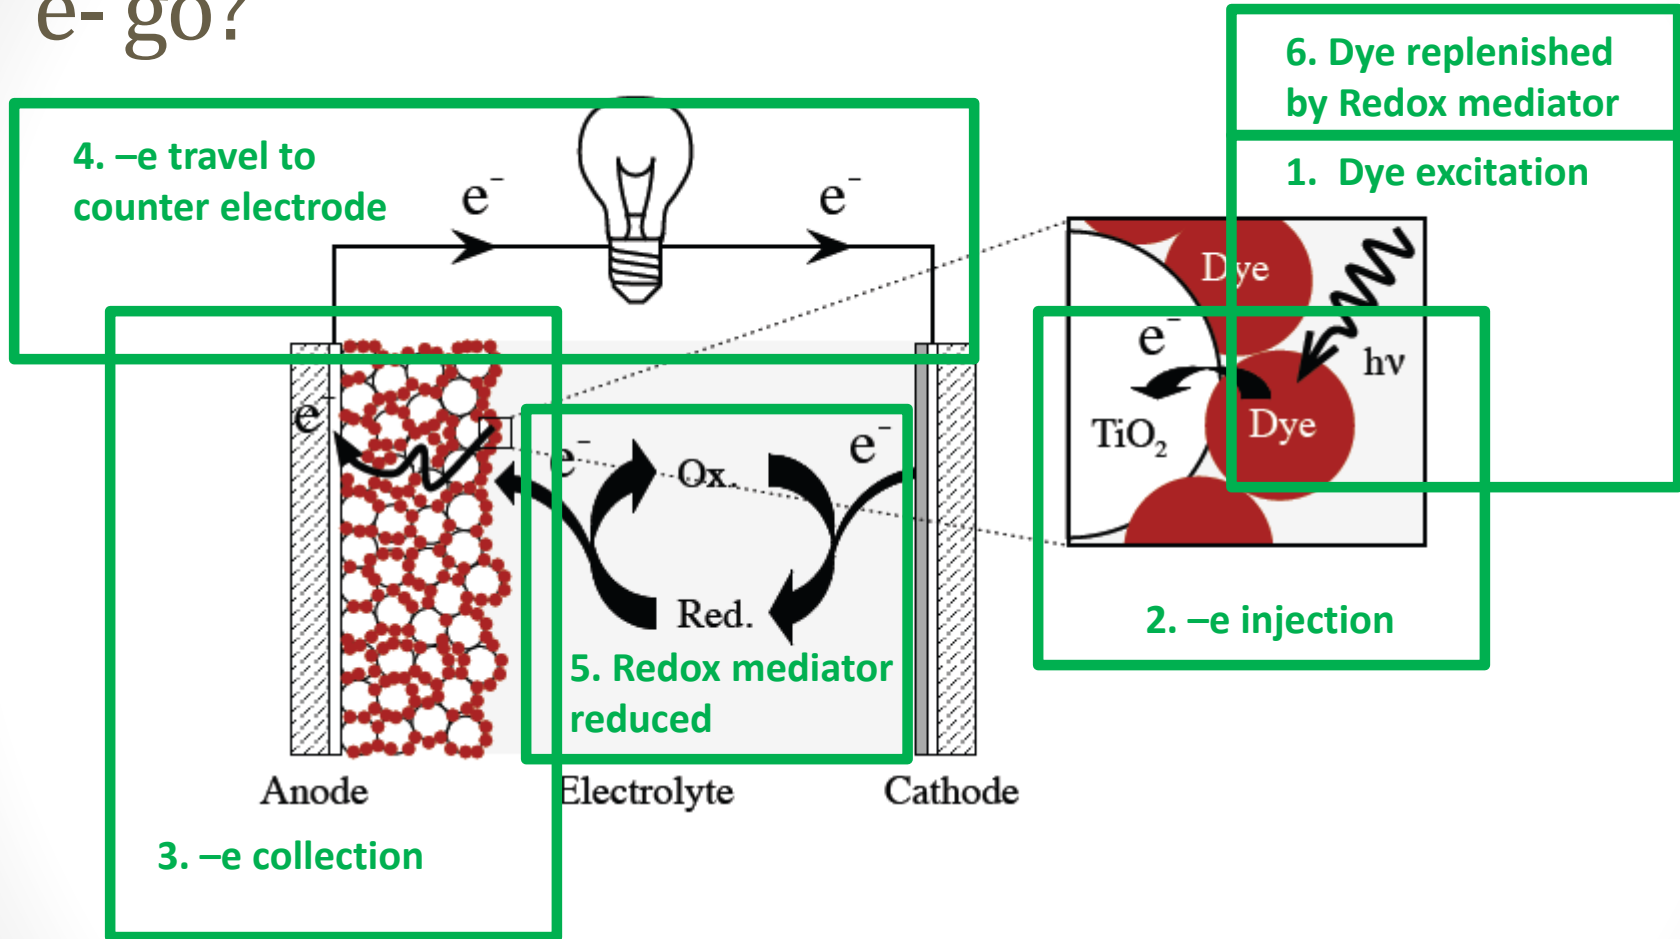 e- go?
6. Dye replenished
by Redox mediator
4. –e travel to
counter electrode
1. Dye excitation
e⁻
e⁻
Dye
e⁻
hν
TiO₂
Dye
e⁻
e⁻
Ox.
e⁻
Red.
2. –e injection
5. Redox mediator
reduced
Anode
Electrolyte
Cathode
3. –e collection